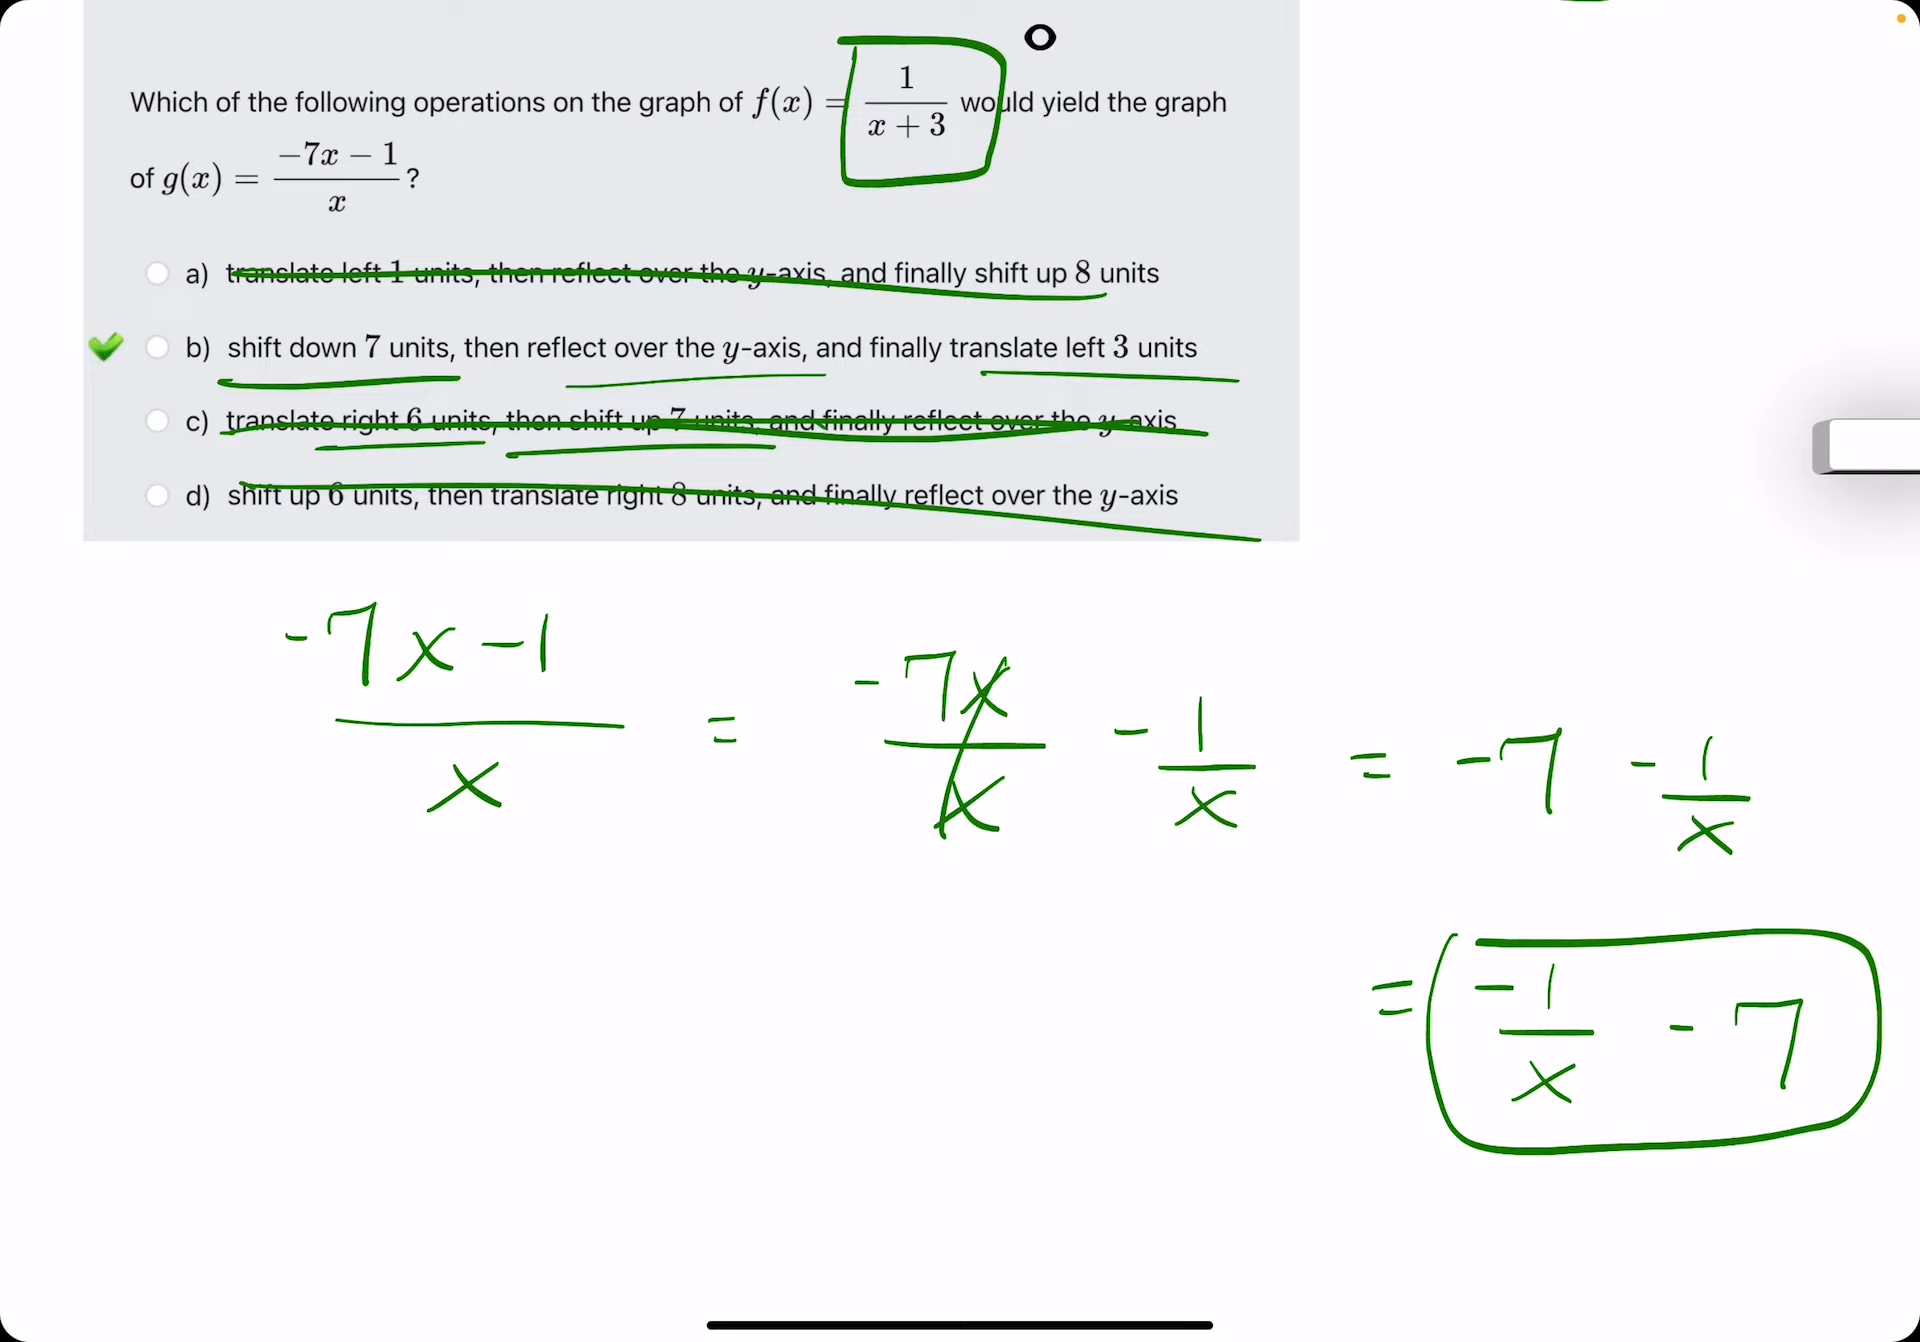 Which of the following operations on the graph of f(x) = 1/(x + 3) would yield the graph
of g(x) = (−7x − 1)/x ?
a) translate left 1 units, then reflect over the y-axis, and finally shift up 8 units
b) shift down 7 units, then reflect over the y-axis, and finally translate left 3 units
c) translate right 6 units, then shift up 7 units, and finally reflect over the y-axis
d) shift up 6 units, then translate right 8 units, and finally reflect over the y-axis
(-7x - 1)/x = -7x/x - 1/x = -7 - 1/x
= -1/x - 7